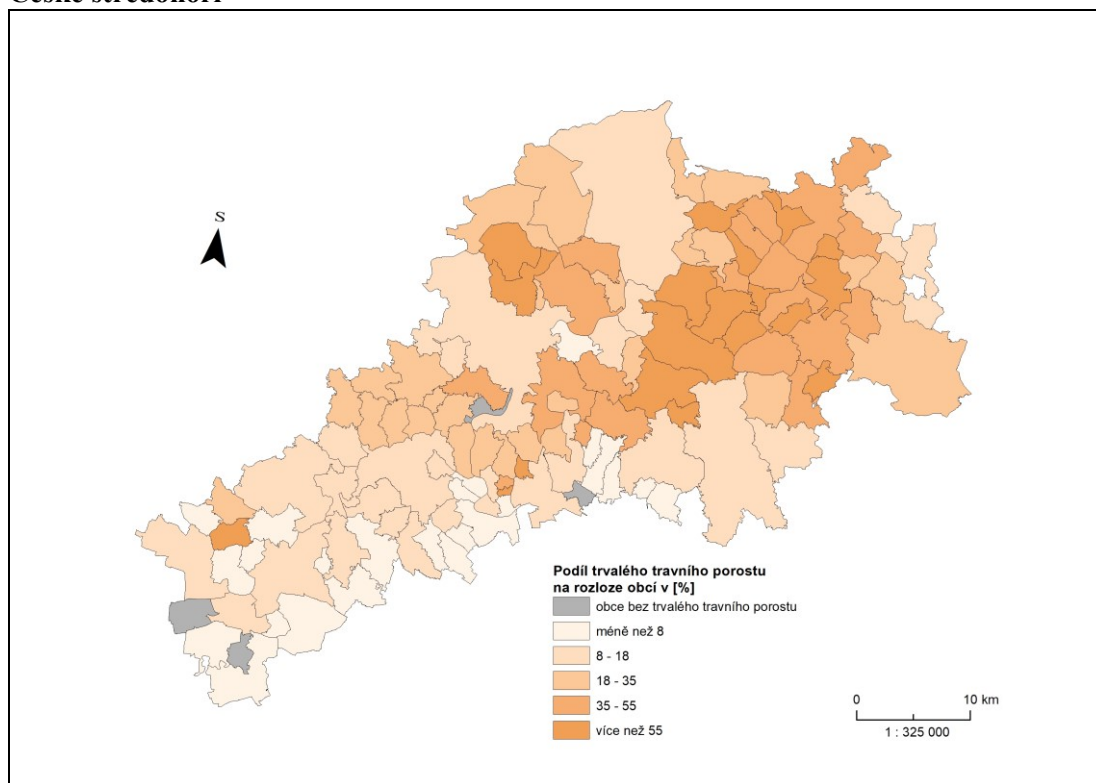 České středohoří
S
Podíl trvalého travního porostu
na rozloze obcí v [%]
obce bez trvalého travního porostu
méně než 8
8 - 18
18 - 35
35 - 55
více než 55
0 10 km
1 : 325 000